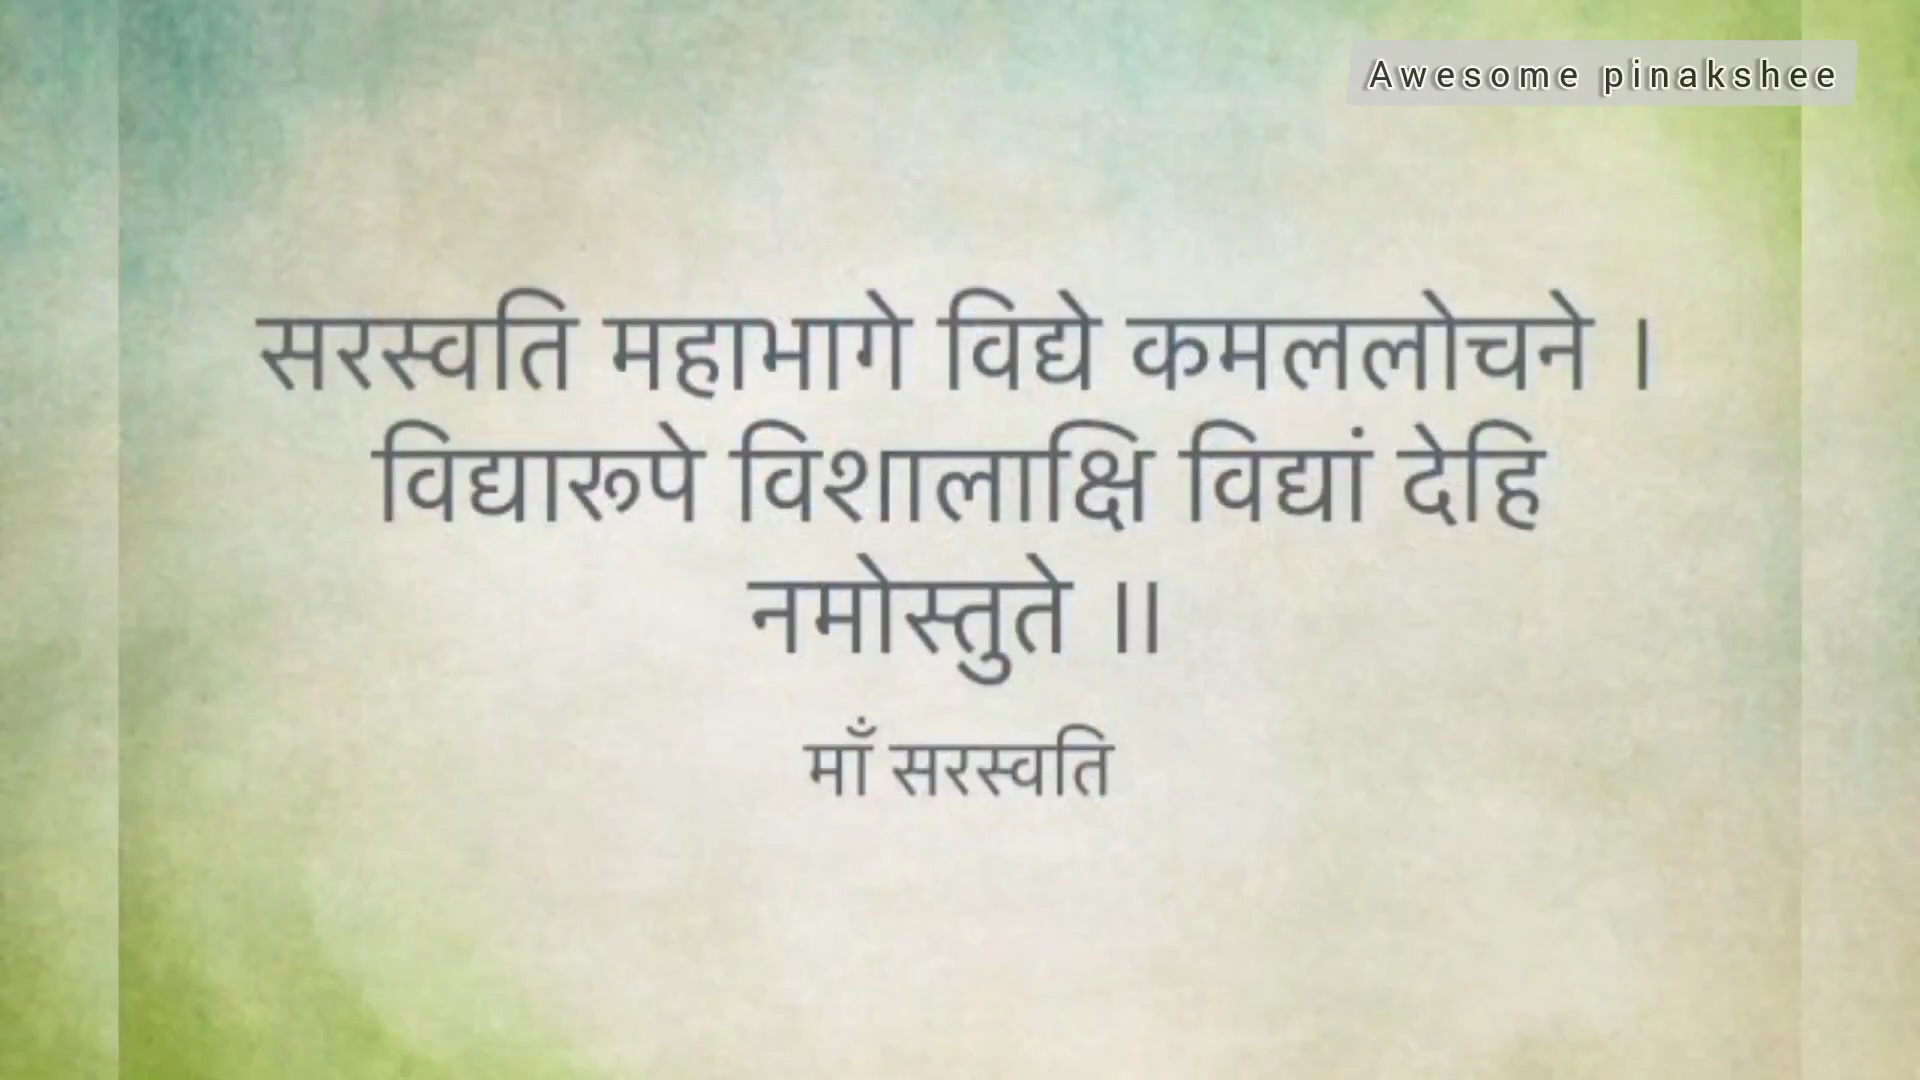 Awesome pinakshee
सरस्वति महाभागे विद्ये कमललोचने ।
विद्यारूपे विशालाक्षि विद्यां देहि
नमोस्तुते ॥
माँ सरस्वति